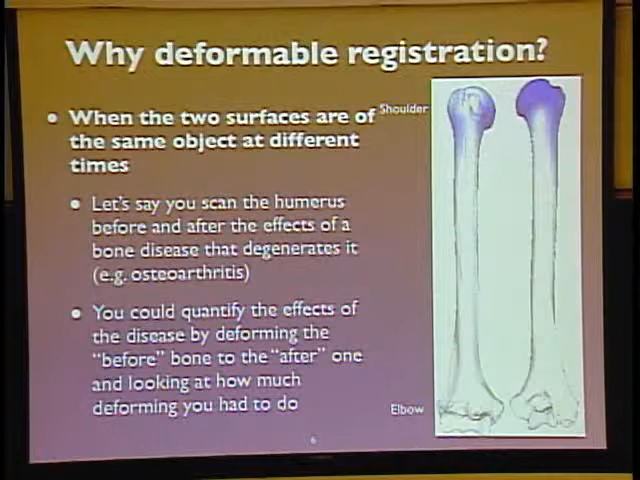 Why deformable registration?
When the two surfaces are of
the same object at different
times
Let's say you scan the humerus
before and after the effects of a
bone disease that degenerates it
(e.g. osteoarthritis)
You could quantify the effects of
the disease by deforming the
"before" bone to the "after" one
and looking at how much
deforming you had to do
Shoulder
Elbow
6